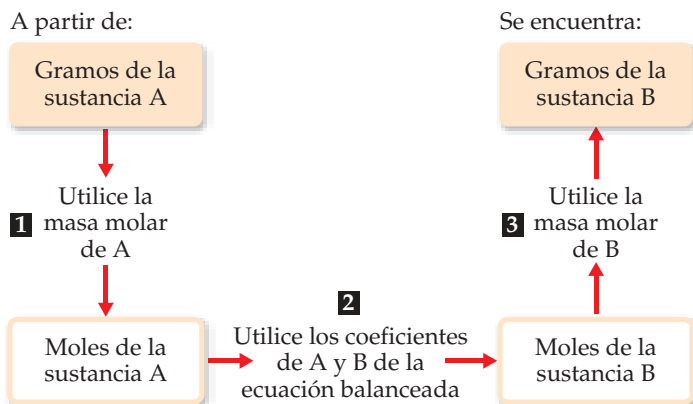 A partir de:
Se encuentra:
Gramos de la
sustancia A
Gramos de la
sustancia B
Utilice la
1 masa molar
de A
Utilice la
3 masa molar
de B
2
Utilice los coeficientes
de A y B de la
ecuación balanceada
Moles de la
sustancia A
Moles de la
sustancia B